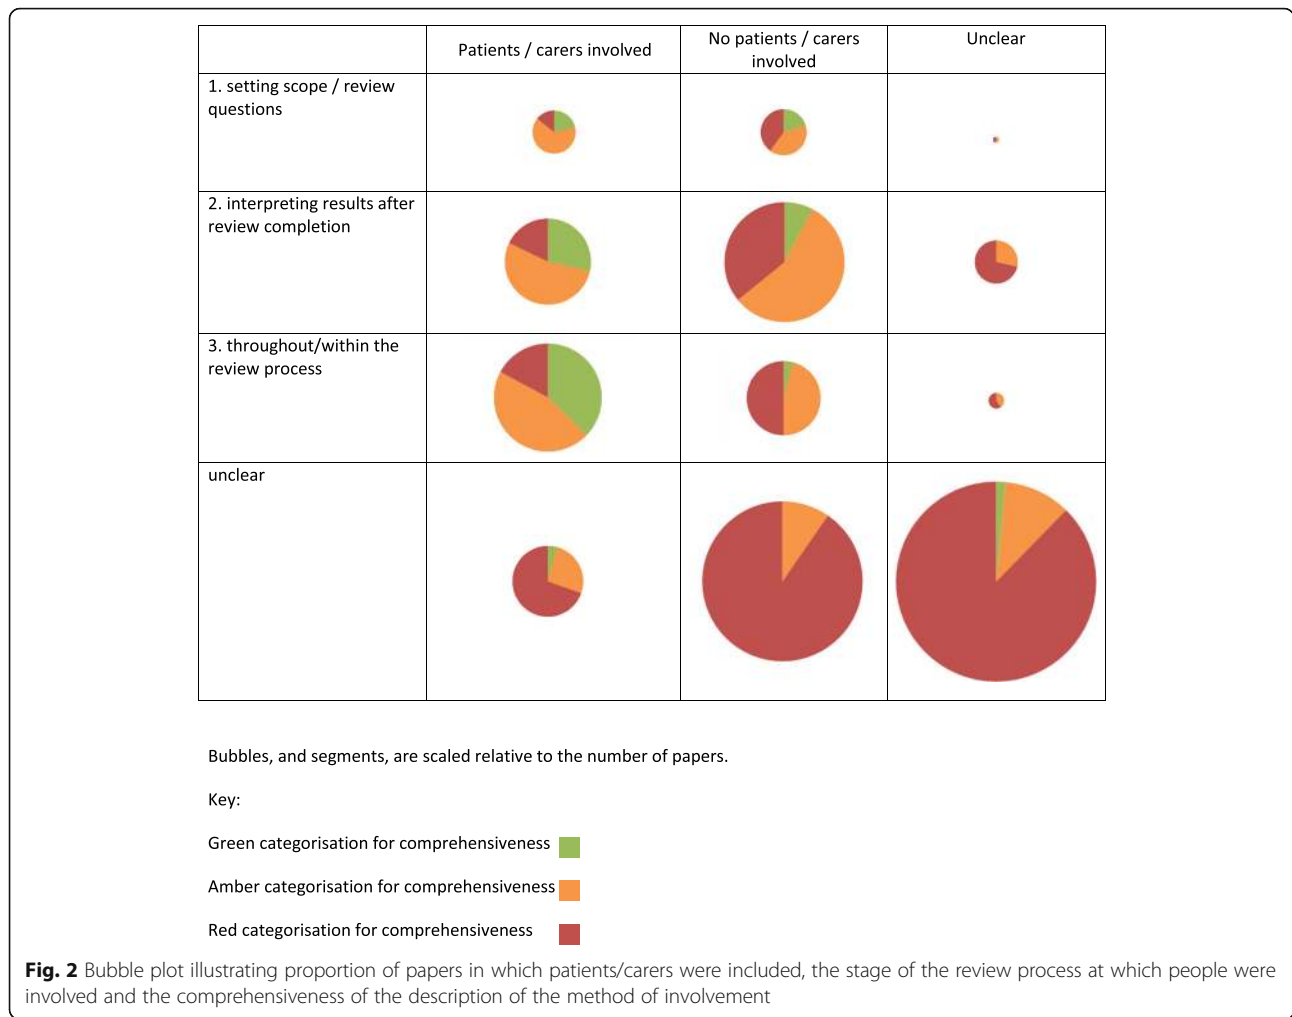 Patients / carers involved
No patients / carers
involved
Unclear
1. setting scope / review
questions
2. interpreting results after
review completion
3. throughout/within the
review process
unclear
Bubbles, and segments, are scaled relative to the number of papers.
Key:
Green categorisation for comprehensiveness
Amber categorisation for comprehensiveness
Red categorisation for comprehensiveness
Fig. 2 Bubble plot illustrating proportion of papers in which patients/carers were included, the stage of the review process at which people were
involved and the comprehensiveness of the description of the method of involvement